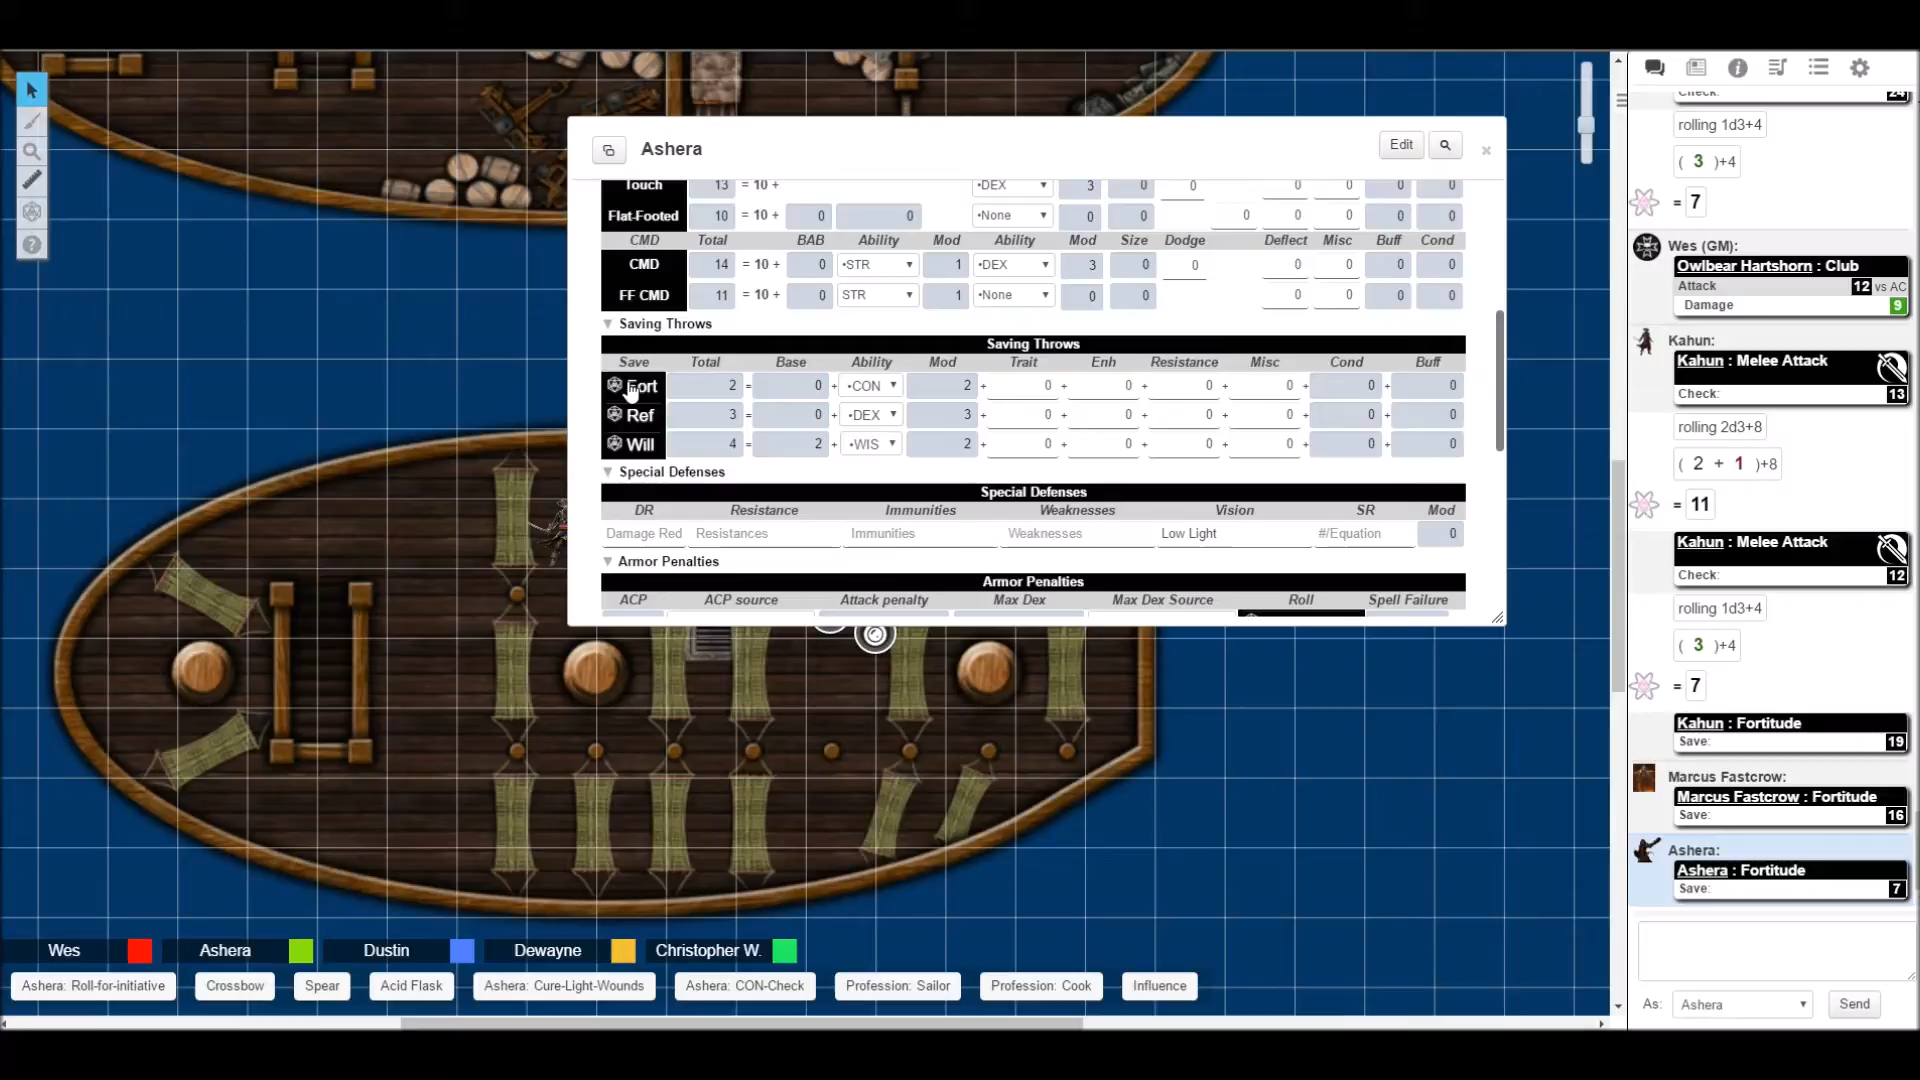 Ashera
Edit
Touch 13 = 10 + •DEX 3 0 0 0 0 0 0
Flat-Footed 10 = 10 + 0 0 •None 0 0 0 0 0 0 0
CMD Total BAB Ability Mod Ability Mod Size Dodge Deflect Misc Buff Cond
CMD 14 = 10 + 0 •STR 1 •DEX 3 0 0 0 0 0 0
FF CMD 11 = 10 + 0 STR 1 •None 0 0 0 0 0 0
Saving Throws
Saving Throws
Save Total Base Ability Mod Trait Enh Resistance Misc Cond Buff
Fort 2 = 0 + •CON 2 + 0 + 0 + 0 + 0 + 0 + 0
Ref 3 = 0 + •DEX 3 + 0 + 0 + 0 + 0 + 0 + 0
Will 4 = 2 + •WIS 2 + 0 + 0 + 0 + 0 + 0 + 0
Special Defenses
Special Defenses
DR Resistance Immunities Weaknesses Vision SR Mod
Damage Red Resistances Immunities Weaknesses Low Light #/Equation 0
Armor Penalties
Armor Penalties
ACP ACP source Attack penalty Max Dex Max Dex Source Roll Spell Failure
Check: 24
rolling 1d3+4
( 3 )+4
= 7
Wes (GM):
Owlbear Hartshorn : Club
Attack 12 vs AC
Damage 9
Kahun:
Kahun : Melee Attack
Check: 13
rolling 2d3+8
( 2 + 1 )+8
= 11
Kahun : Melee Attack
Check: 12
rolling 1d3+4
( 3 )+4
= 7
Kahun : Fortitude
Save: 19
Marcus Fastcrow:
Marcus Fastcrow : Fortitude
Save: 16
Ashera:
Ashera : Fortitude
Save: 7
As: Ashera Send
Wes Ashera Dustin Dewayne Christopher W.
Ashera: Roll-for-initiative Crossbow Spear Acid Flask Ashera: Cure-Light-Wounds Ashera: CON-Check Profession: Sailor Profession: Cook Influence